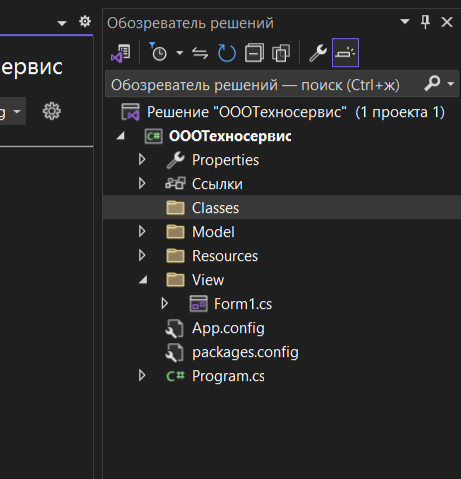 Обозреватель решений
ервис
Обозреватель решений — поиск (Ctrl+ж)
Решение "ОООТехносервис" (1 проекта 1)
g
C# ОООТехносервис
Properties
Ссылки
Classes
Model
Resources
View
Form1.cs
App.config
packages.config
C# Program.cs